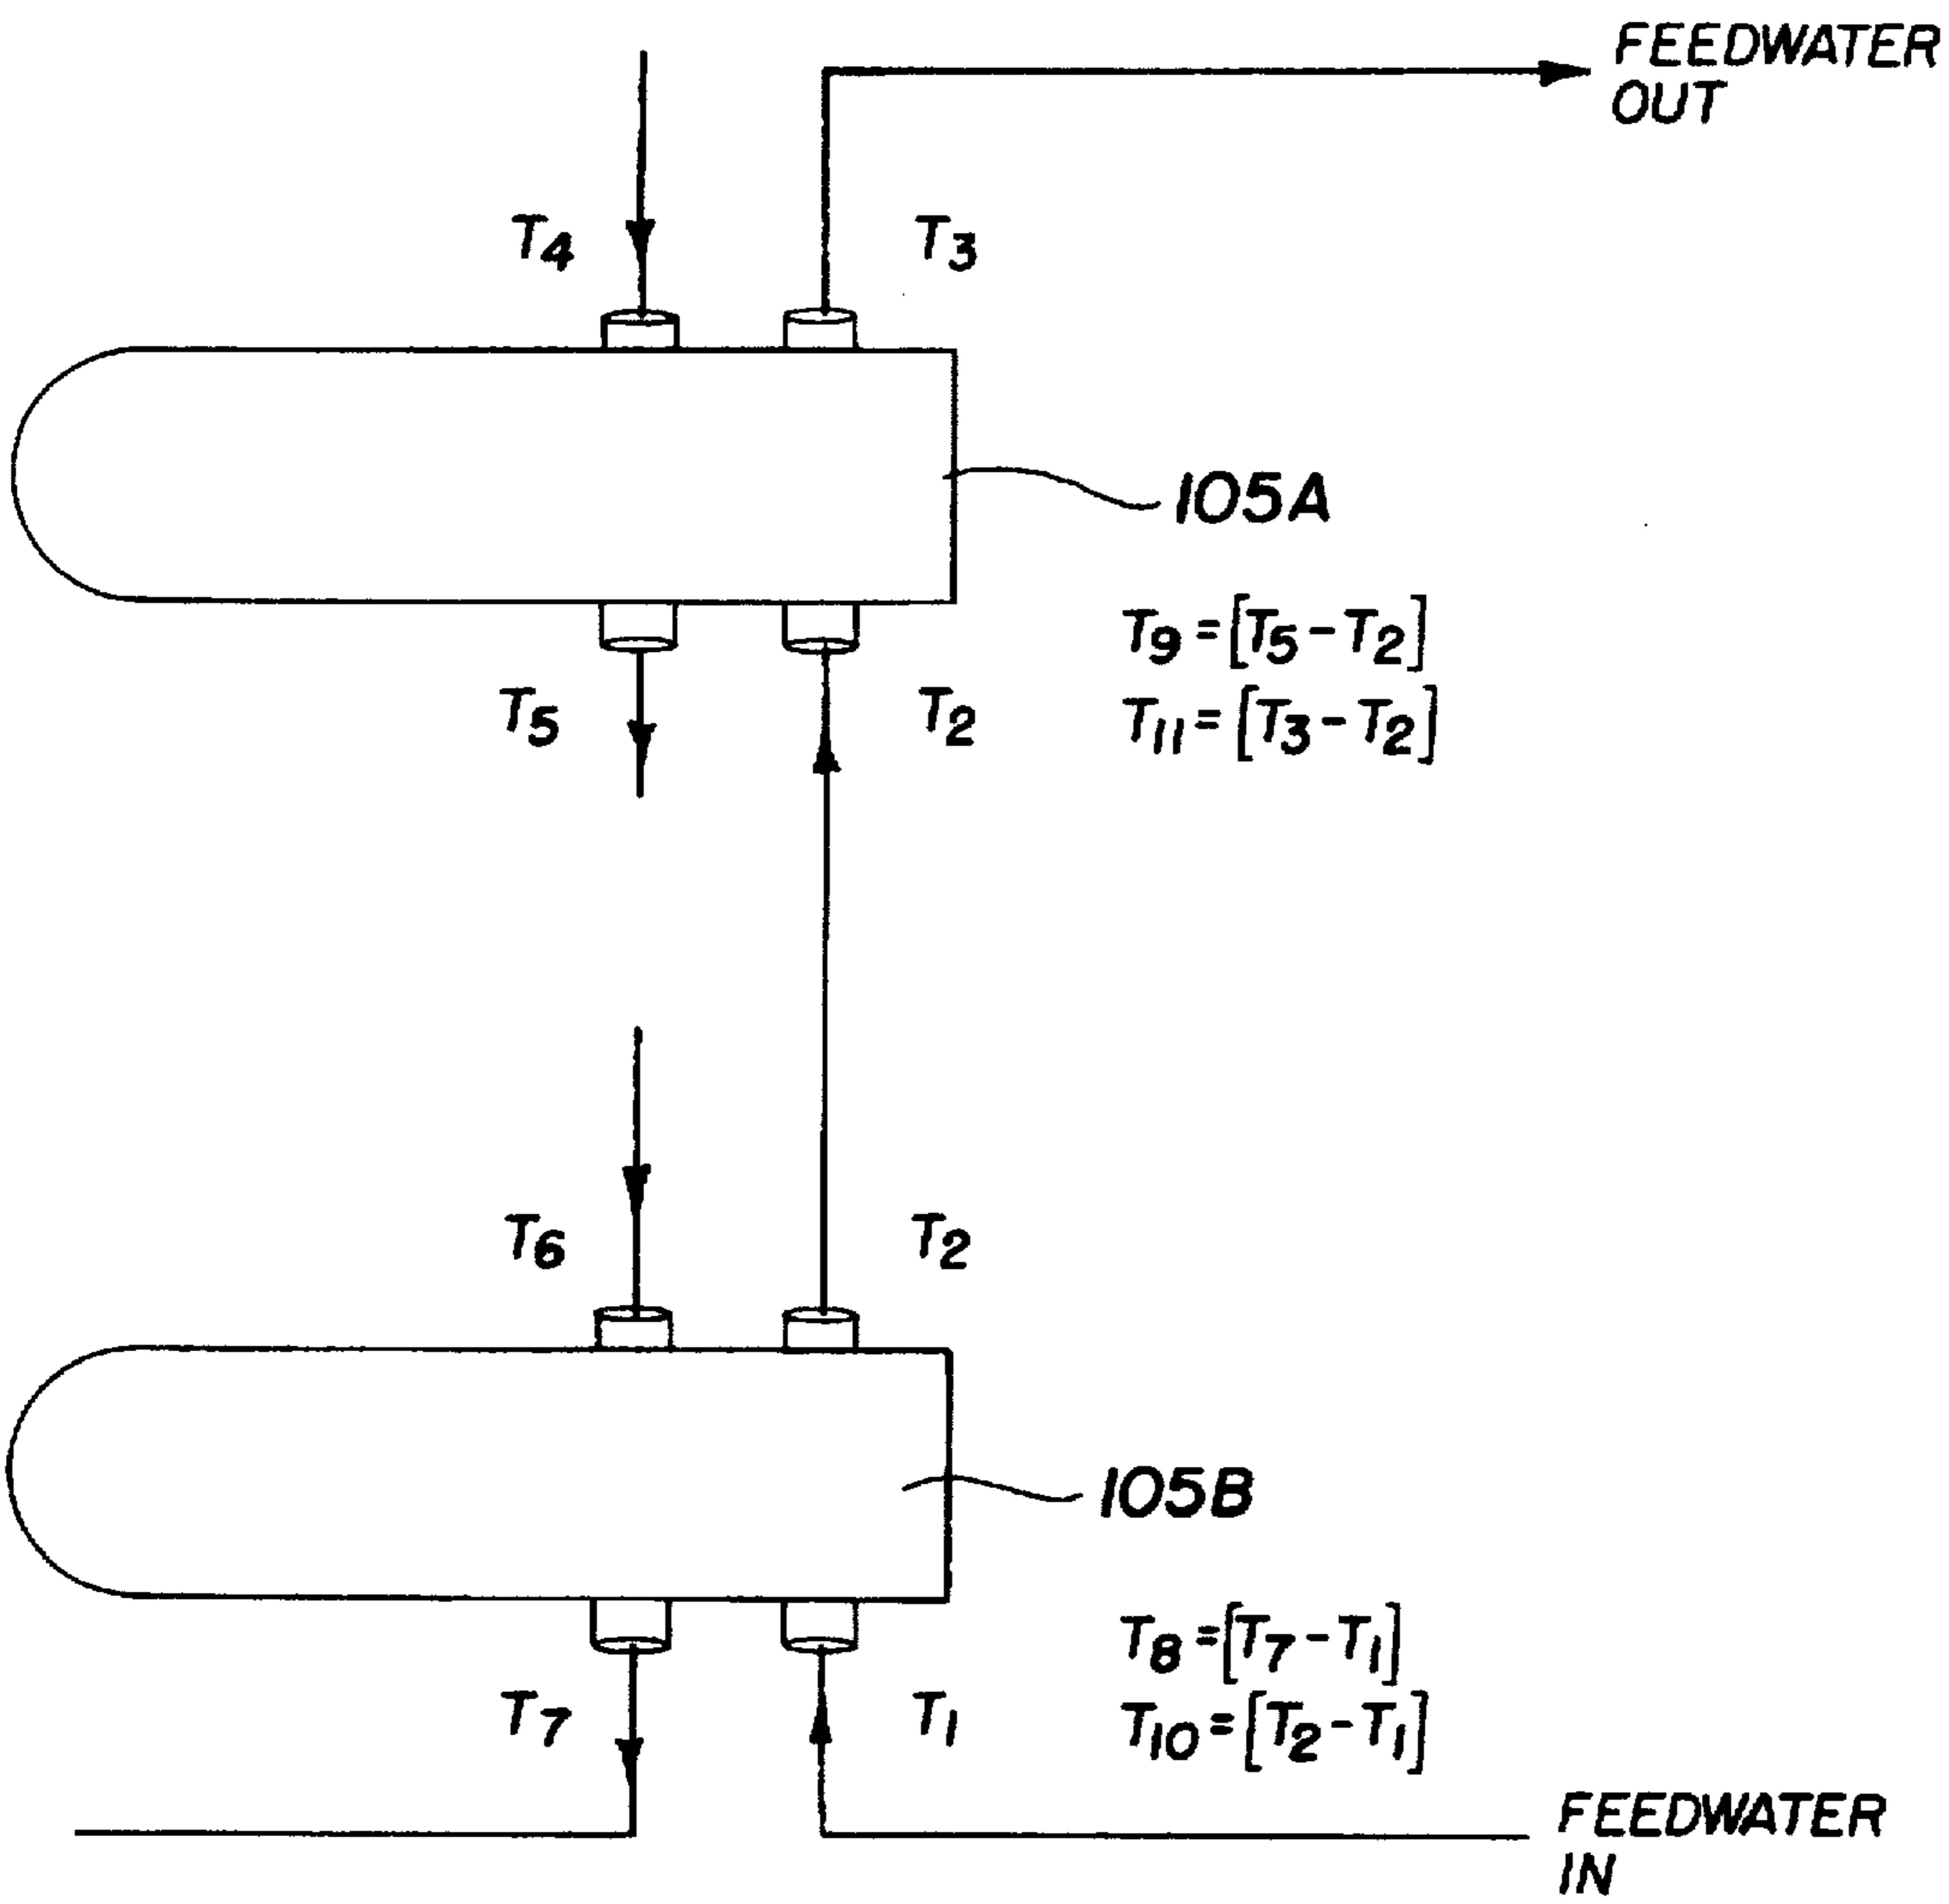 FEEDWATER
OUT
T4
T3
105A
T9=[T5-T2]
T5
T2
T11=[T3-T2]
T6
T2
105B
T8=[T7-T1]
T7
T1
T10=[T2-T1]
FEEDWATER
IN